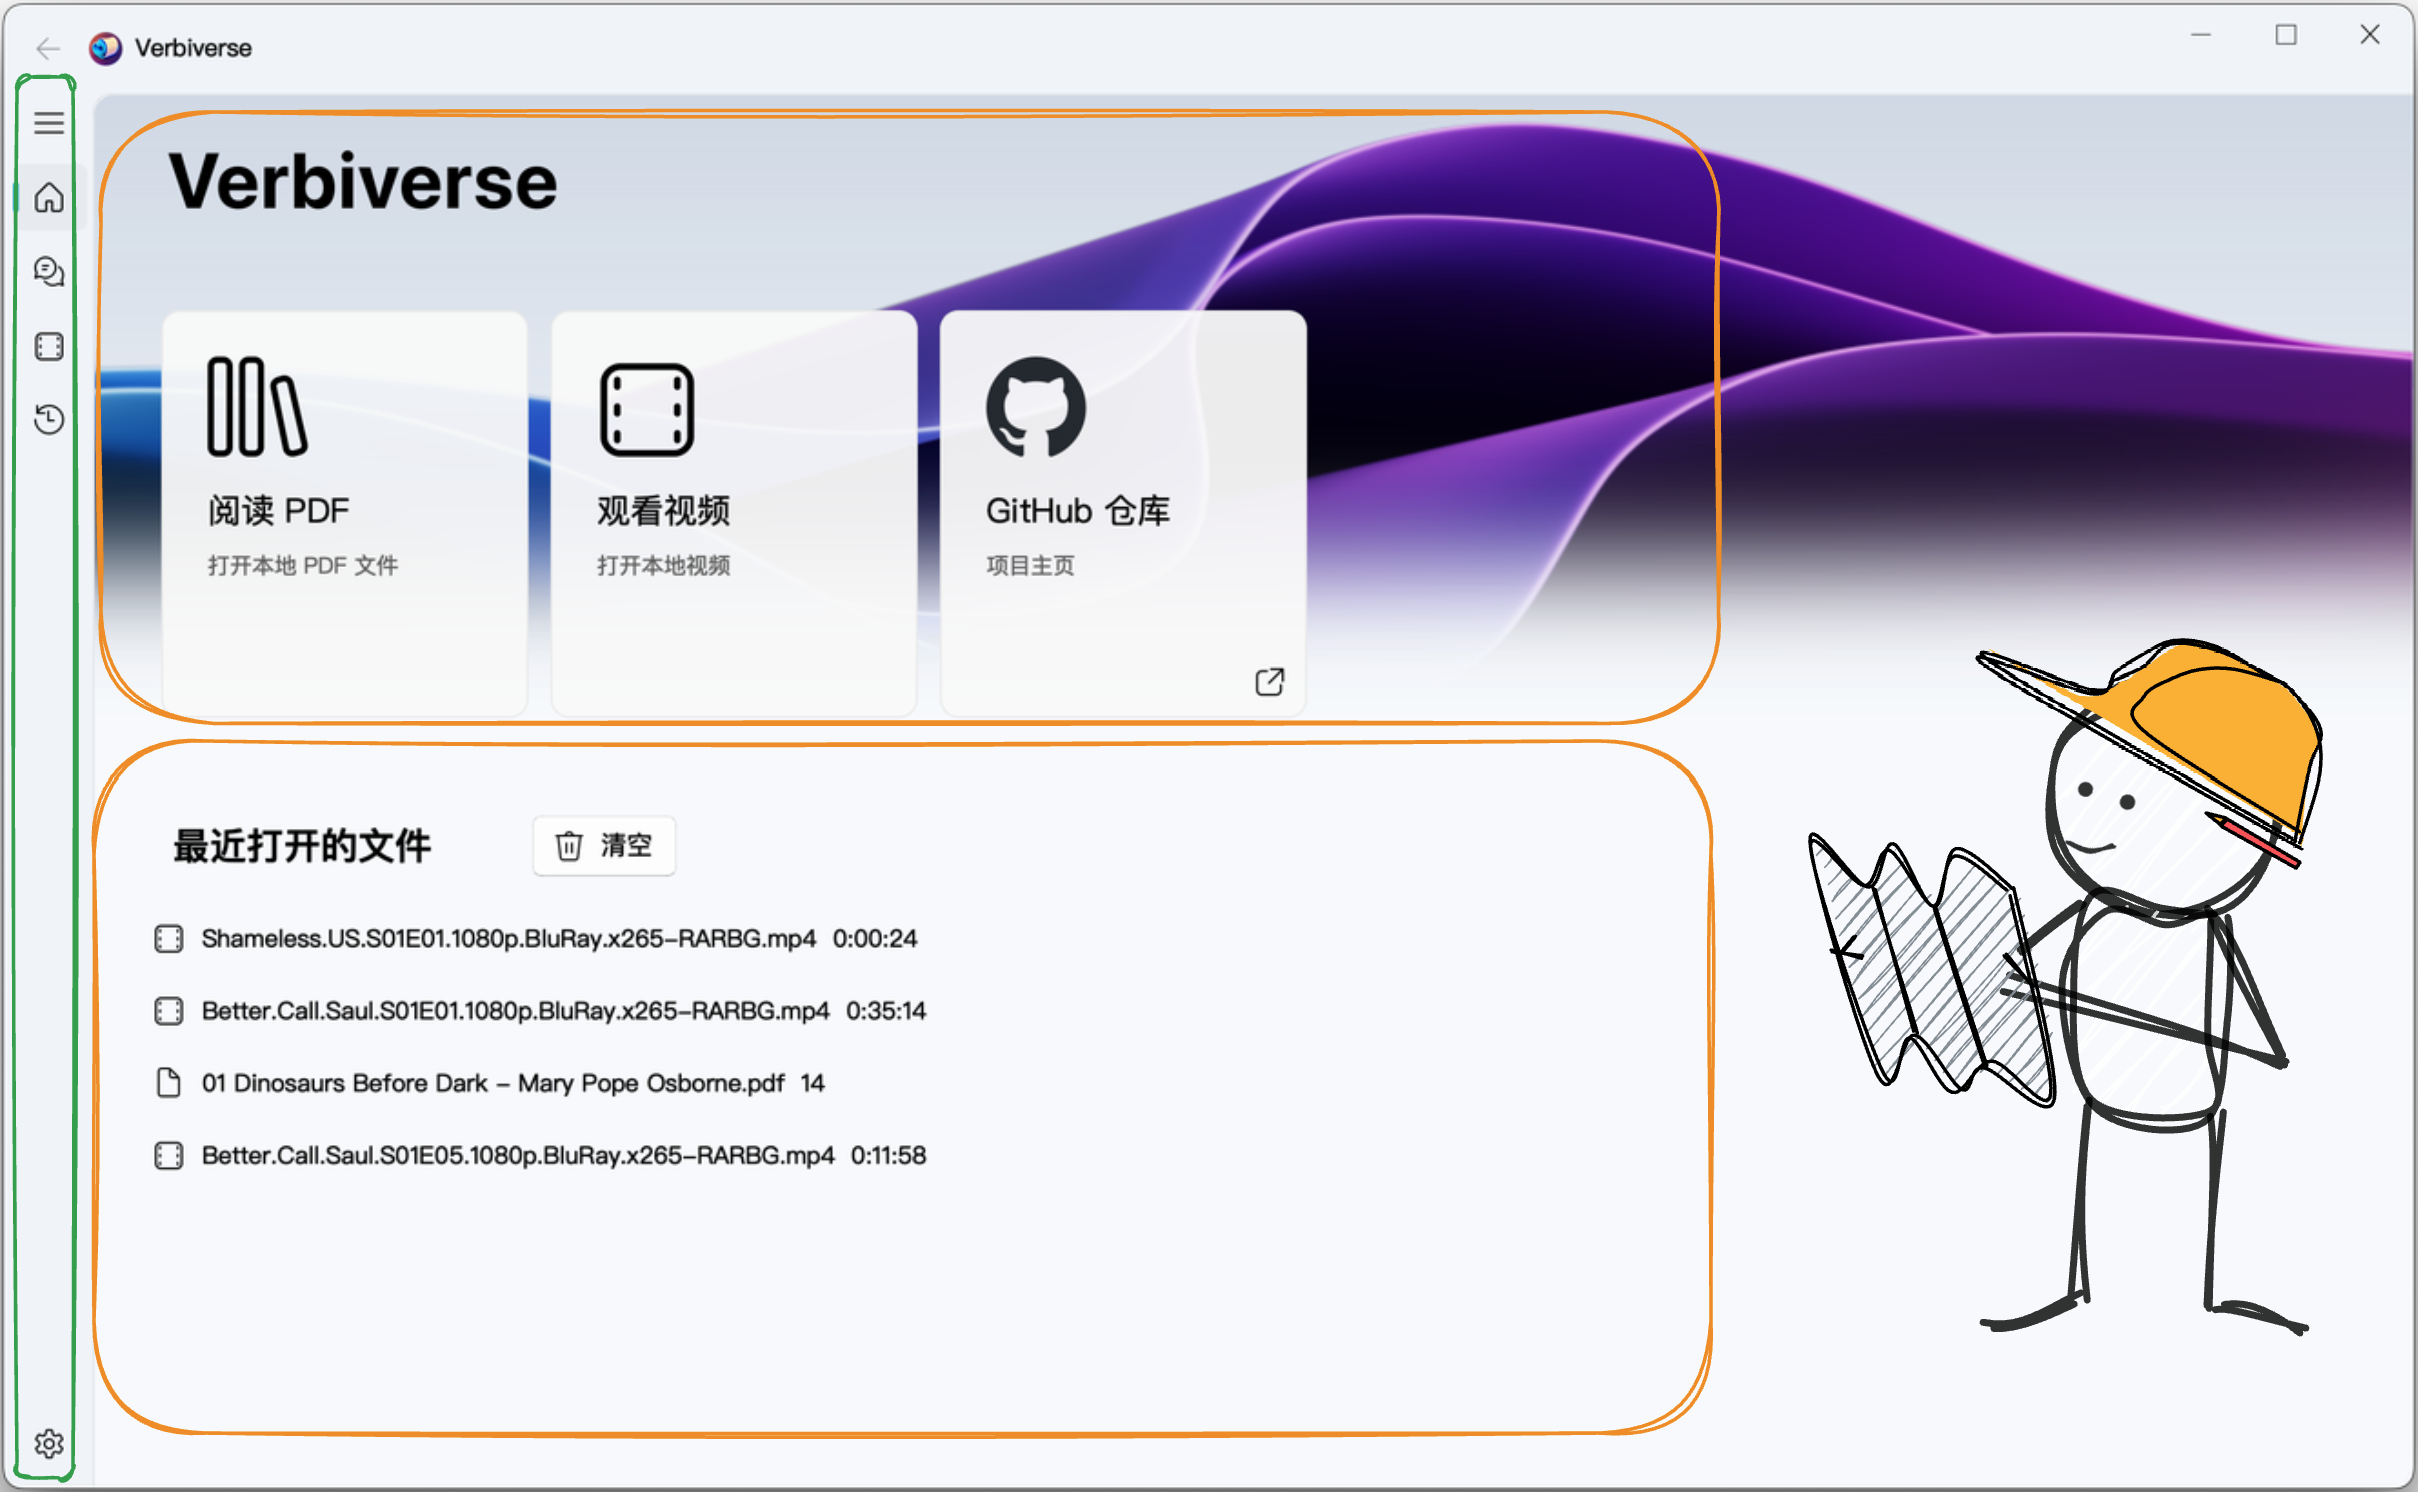 Verbiverse
Verbiverse
阅读 PDF
打开本地 PDF 文件
观看视频
打开本地视频
GitHub 仓库
项目主页
最近打开的文件
清空
Shameless.US.S01E01.1080p.BluRay.x265-RARBG.mp4 0:00:24
Better.Call.Saul.S01E01.1080p.BluRay.x265-RARBG.mp4 0:35:14
01 Dinosaurs Before Dark - Mary Pope Osborne.pdf 14
Better.Call.Saul.S01E05.1080p.BluRay.x265-RARBG.mp4 0:11:58